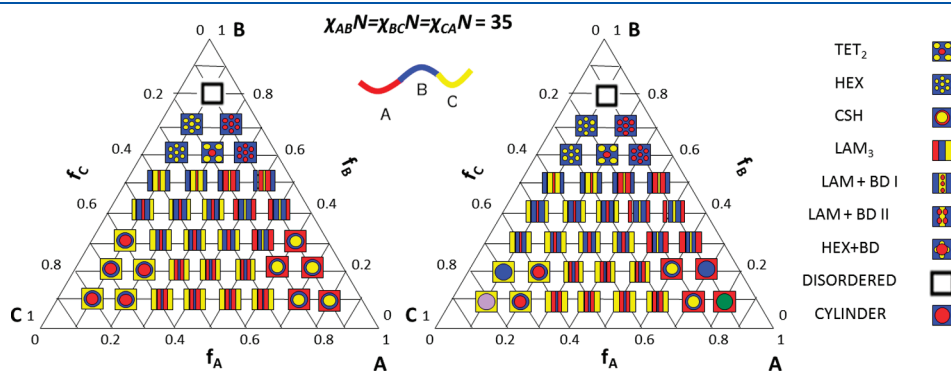 χABN=χBCN=χCAN = 35
0 1 B
0.2 0.8
0.4 0.6
fC fB
0.6 0.4
0.8 0.2
C 1 0
0 0.2 0.4 0.6 0.8 1
fA A
A B C
0 1 B
0.2 0.8
0.4 0.6
fC fB
0.6 0.4
0.8 0.2
C 1 0
0 0.2 0.4 0.6 0.8 1
fA A
TET2
HEX
CSH
LAM3
LAM + BD I
LAM + BD II
HEX+BD
DISORDERED
CYLINDER